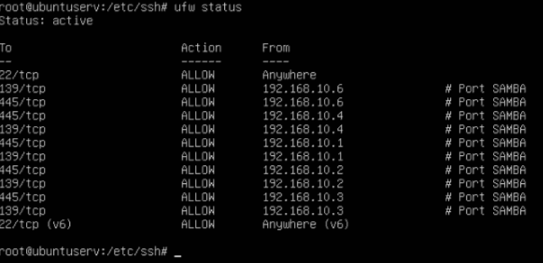 root@ubuntuserv:/etc/ssh# ufw status
Status: active
To Action From
-- ------ ----
22/tcp ALLOW Anywhere
139/tcp ALLOW 192.168.10.6 # Port SAMBA
445/tcp ALLOW 192.168.10.6 # Port SAMBA
445/tcp ALLOW 192.168.10.4 # Port SAMBA
139/tcp ALLOW 192.168.10.4 # Port SAMBA
445/tcp ALLOW 192.168.10.1 # Port SAMBA
139/tcp ALLOW 192.168.10.1 # Port SAMBA
445/tcp ALLOW 192.168.10.2 # Port SAMBA
139/tcp ALLOW 192.168.10.2 # Port SAMBA
445/tcp ALLOW 192.168.10.3 # Port SAMBA
139/tcp ALLOW 192.168.10.3 # Port SAMBA
22/tcp (v6) ALLOW Anywhere (v6)
root@ubuntuserv:/etc/ssh# _